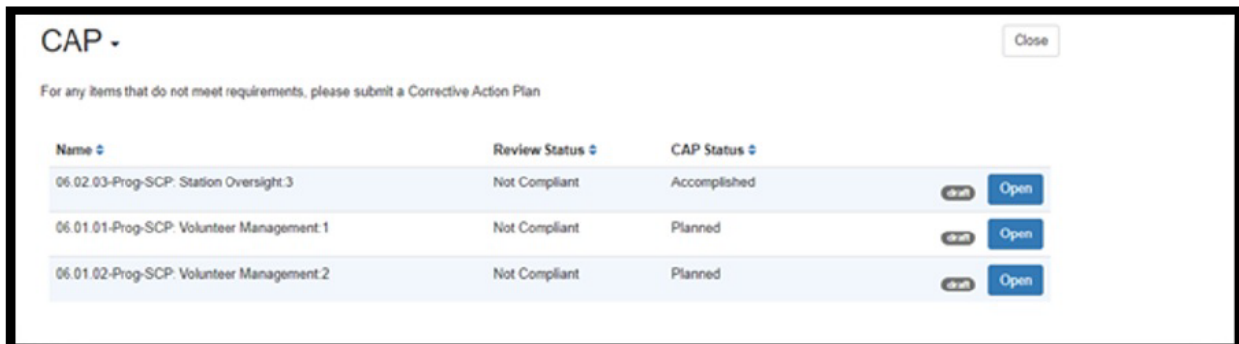 CAP
Close
For any items that do not meet requirements, please submit a Corrective Action Plan
Name Review Status CAP Status
06.02.03-Prog-SCP: Station Oversight:3 Not Compliant Accomplished draft Open
06.01.01-Prog-SCP: Volunteer Management:1 Not Compliant Planned draft Open
06.01.02-Prog-SCP: Volunteer Management:2 Not Compliant Planned draft Open